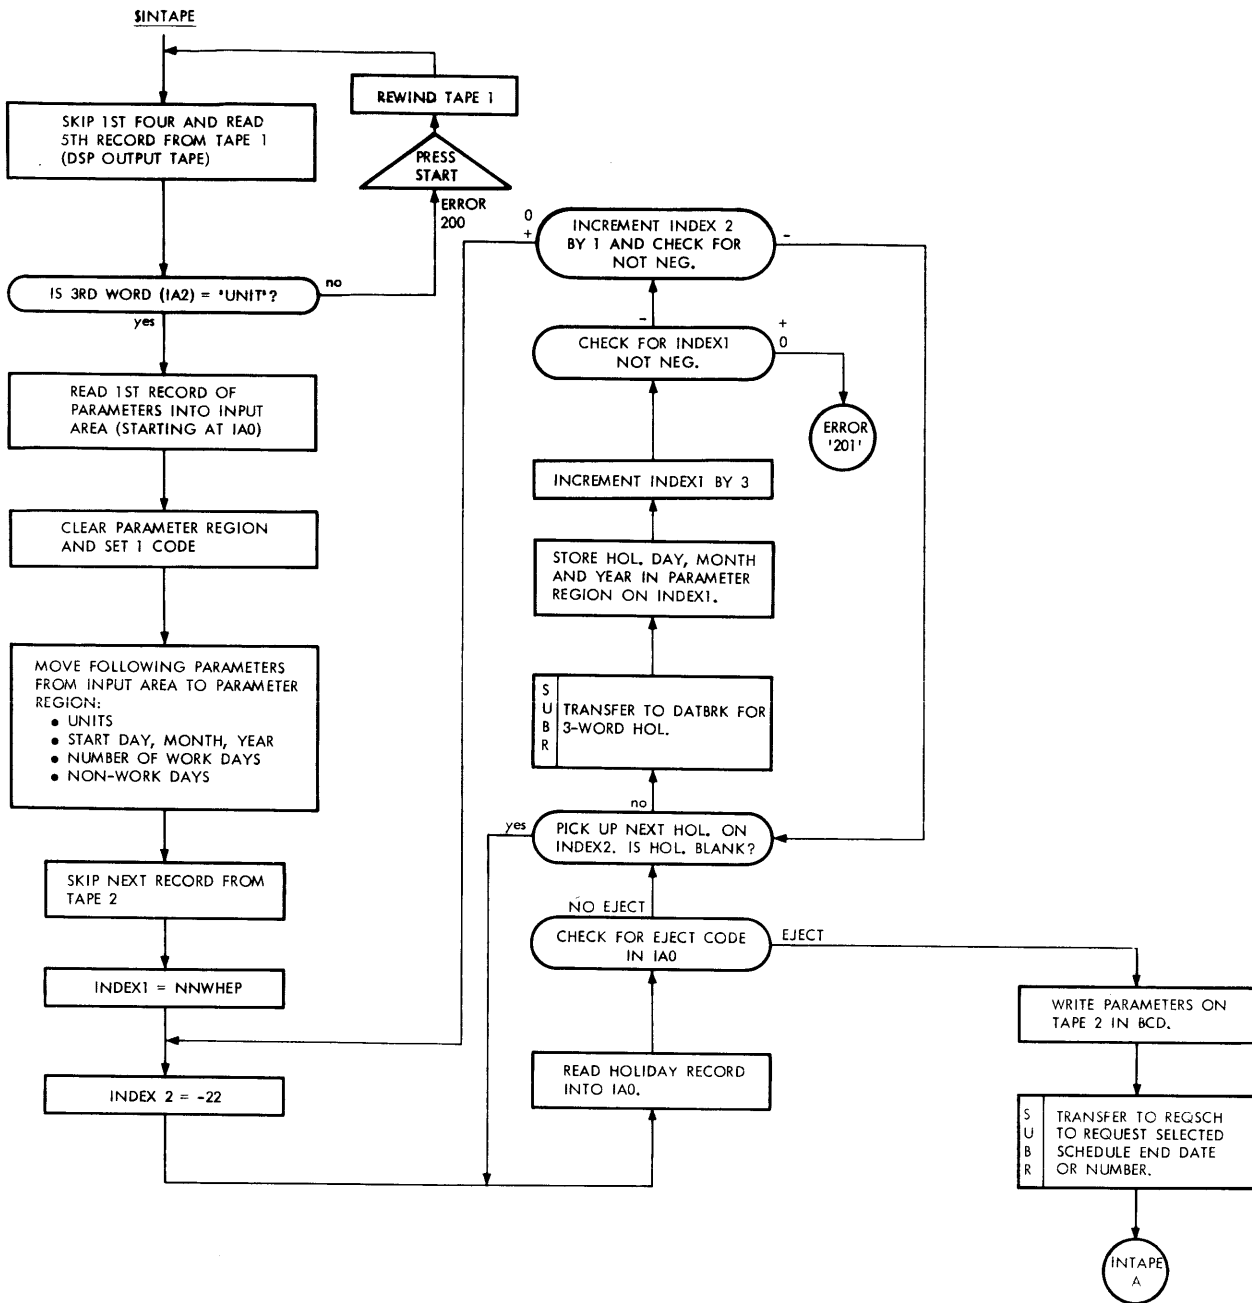 $INTAPE
SKIP 1ST FOUR AND READ
5TH RECORD FROM TAPE 1
(DSP OUTPUT TAPE)
REWIND TAPE 1
PRESS
START
ERROR
200
IS 3RD WORD (IA2) = 'UNIT'?
no
yes
READ 1ST RECORD OF
PARAMETERS INTO INPUT
AREA (STARTING AT IA0)
CLEAR PARAMETER REGION
AND SET 1 CODE
MOVE FOLLOWING PARAMETERS
FROM INPUT AREA TO PARAMETER
REGION:
• UNITS
• START DAY, MONTH, YEAR
• NUMBER OF WORK DAYS
• NON-WORK DAYS
SKIP NEXT RECORD FROM
TAPE 2
INDEX1 = NNWHEP
INDEX 2 = -22
0
+
INCREMENT INDEX 2
BY 1 AND CHECK FOR
NOT NEG.
-
-
CHECK FOR INDEX1
NOT NEG.
+
0
ERROR
'201'
INCREMENT INDEX1 BY 3
STORE HOL. DAY, MONTH
AND YEAR IN PARAMETER
REGION ON INDEX1.
SUBR
TRANSFER TO DATBRK FOR
3-WORD HOL.
no
yes
PICK UP NEXT HOL. ON
INDEX2. IS HOL. BLANK?
NO EJECT
CHECK FOR EJECT CODE
IN IA0
EJECT
READ HOLIDAY RECORD
INTO IA0.
WRITE PARAMETERS ON
TAPE 2 IN BCD.
SUBR
TRANSFER TO REQSCH
TO REQUEST SELECTED
SCHEDULE END DATE
OR NUMBER.
INTAPE
A